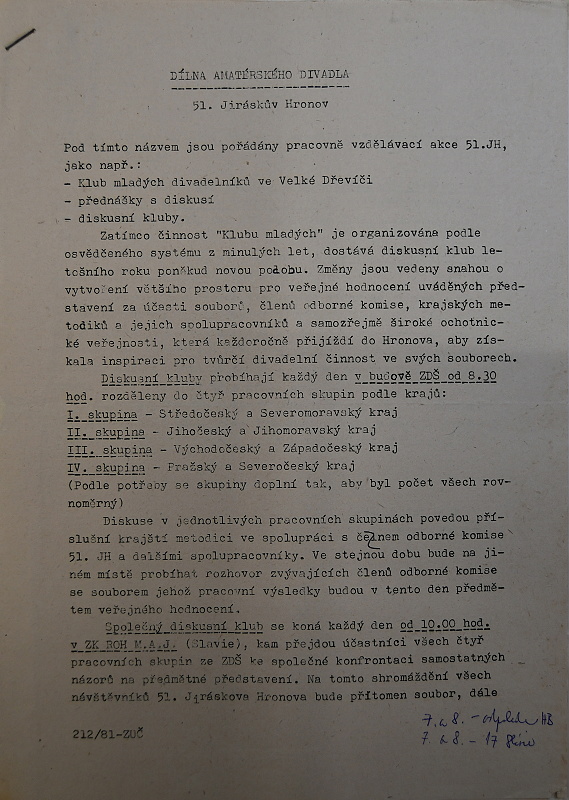 DÍLNA AMATÉRSKÉHO DIVADLA
51. Jiráskův Hronov
Pod tímto názvem jsou pořádány pracovně vzdělávací akce 51.JH,
jako např.:
- Klub mladých divadelníků ve Velké Dřevíči
- přednášky s diskusí
- diskusní kluby.
Zatímco činnost "Klubu mladých" je organizována podle
osvědčeného systému z minulých let, dostává diskusní klub le-
tošního roku poněkud novou podobu. Změny jsou vedeny snahou o
vytvoření většího prostoru pro veřejné hodnocení uváděných před-
stavení za účasti souborů, členů odborné komise, krajských me-
todiků a jejich spolupracovníků a samozřejmě široké ochotnic-
ké veřejnosti, která každoročně přijíždí do Hronova, aby zís-
kala inspiraci pro tvůrčí divadelní činnost ve svých souborech.
Diskusní kluby probíhají každý den v budově ZDŠ od 8.30
hod. rozděleny do čtyř pracovních skupin podle krajů:
I. skupina - Středočeský a Severomoravský kraj
II. skupina - Jihočeský a Jihomoravský kraj
III. skupina - Východočeský a Západočeský kraj
IV. skupina - Pražský a Severočeský kraj
(Podle potřeby se skupiny doplní tak, aby byl počet všech rov-
noměrný)
Diskuse v jednotlivých pracovních skupinách povedou pří-
slušní krajští metodici ve spolupráci s členem odborné komise
51. JH a dalšími spolupracovníky. Ve stejnou dobu bude na ji-
ném místě probíhat rozhovor zvývajících členů odborné komise
se souborem jehož pracovní výsledky budou v tento den předmě-
tem veřejného hodnocení.
Společný diskusní klub se koná každý den od 10.00 hod.
v ZK ROH M.A.J. (Slavie), kam přejdou účastníci všech čtyř
pracovních skupin ze ZDŠ ke společné konfrontaci samostatných
názorů na předmětné představení. Na tomto shromáždění všech
návštěvníků 51. Jiráskova Hronova bude přítomen soubor, dále
7. a 8. - HB
212/81-ZUČ
7. a 8. - 17